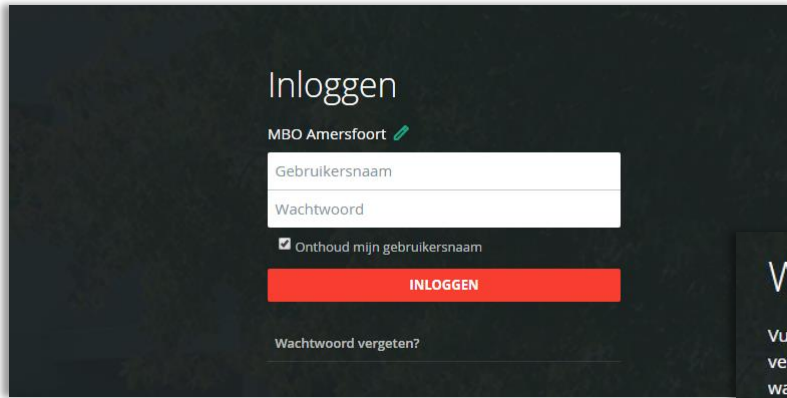 Inloggen
MBO Amersfoort
Gebruikersnaam
Wachtwoord
Onthoud mijn gebruikersnaam
INLOGGEN
Wachtwoord vergeten?